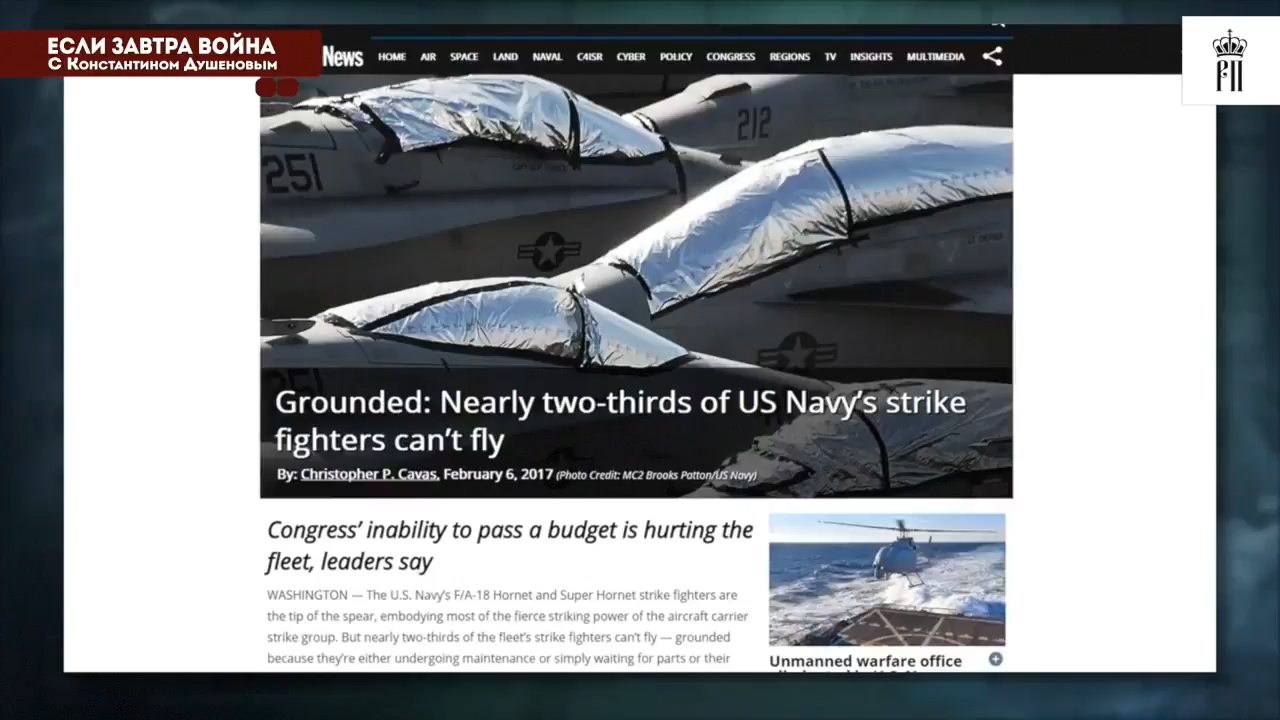 ЕСЛИ ЗАВТРА ВОЙНА
С Константином Душеновым
News
HOME AIR SPACE LAND NAVAL C4ISR CYBER POLICY CONGRESS REGIONS TV INSIGHTS MULTIMEDIA
212
251
Grounded: Nearly two-thirds of US Navy's strike
fighters can't fly
By: Christopher P. Cavas, February 6, 2017 (Photo Credit: MC2 Brooks Patton/US Navy)
Congress' inability to pass a budget is hurting the
fleet, leaders say
WASHINGTON — The U.S. Navy's F/A-18 Hornet and Super Hornet strike fighters are
the tip of the spear, embodying most of the fierce striking power of the aircraft carrier
strike group. But nearly two-thirds of the fleet's strike fighters can't fly — grounded
because they're either undergoing maintenance or simply waiting for parts or their
Unmanned warfare office